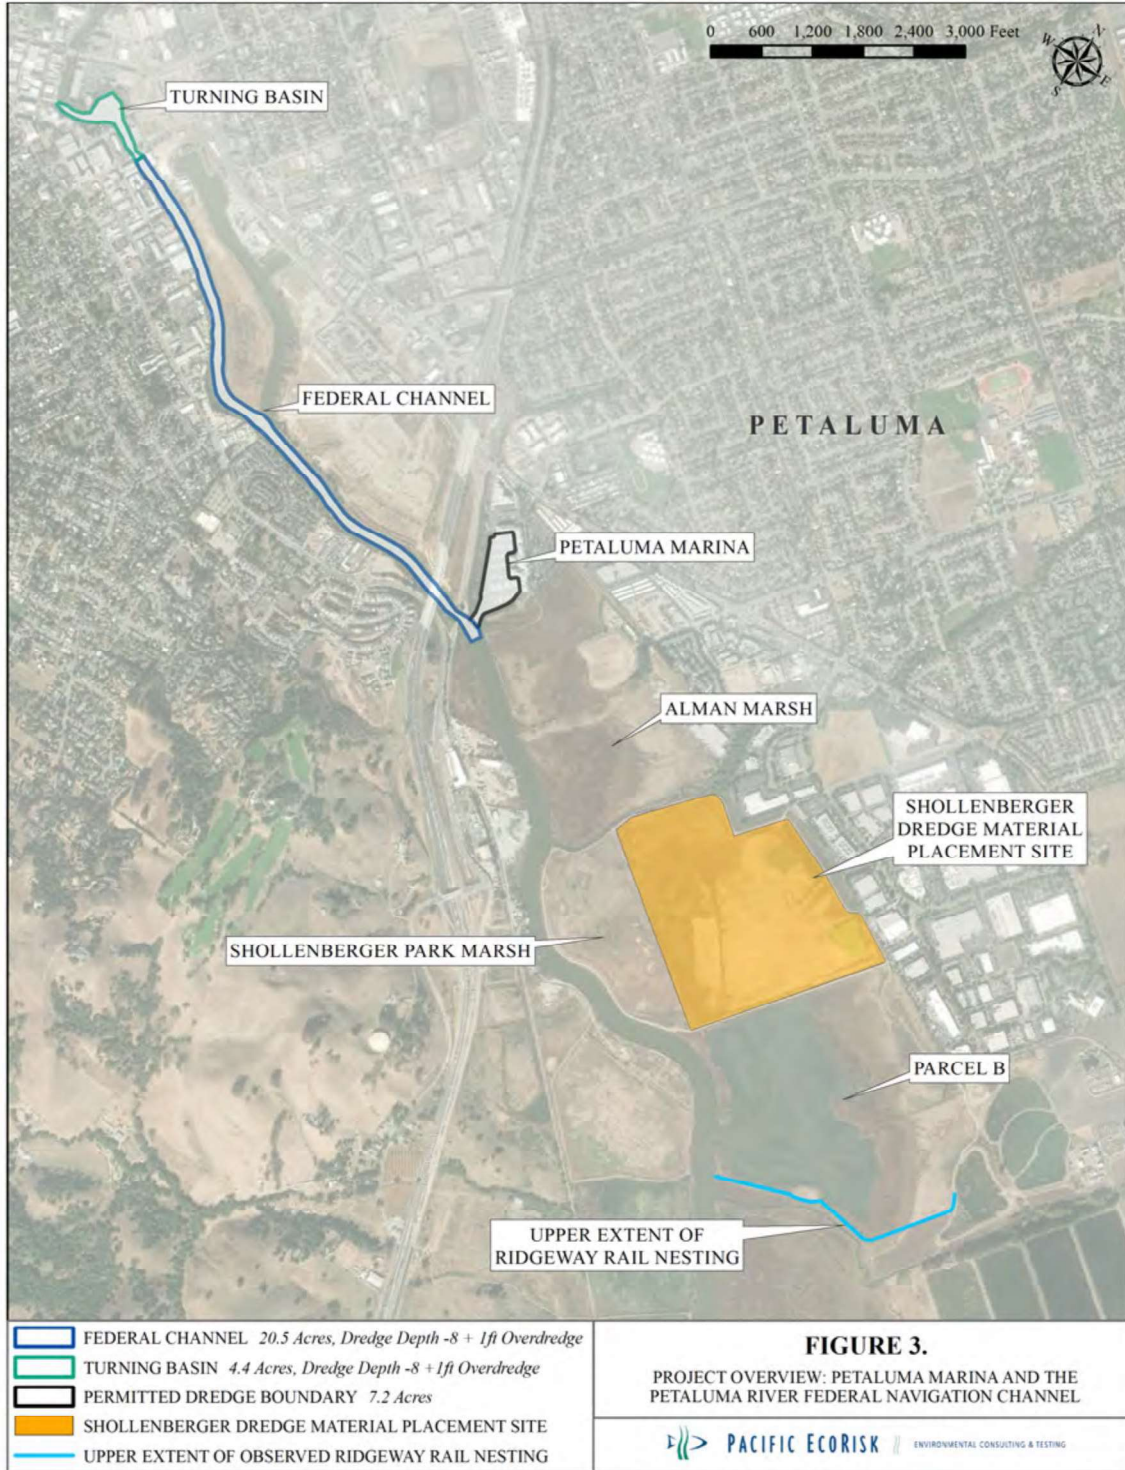 0 600 1,200 1,800 2,400 3,000 Feet
N
W
E
S
TURNING BASIN
FEDERAL CHANNEL
PETALUMA
PETALUMA MARINA
ALMAN MARSH
SHOLLENBERGER
DREDGE MATERIAL
PLACEMENT SITE
SHOLLENBERGER PARK MARSH
PARCEL B
UPPER EXTENT OF
RIDGEWAY RAIL NESTING
FEDERAL CHANNEL 20.5 Acres, Dredge Depth -8 + 1ft Overdredge
TURNING BASIN 4.4 Acres, Dredge Depth -8 +1ft Overdredge
PERMITTED DREDGE BOUNDARY 7.2 Acres
SHOLLENBERGER DREDGE MATERIAL PLACEMENT SITE
UPPER EXTENT OF OBSERVED RIDGEWAY RAIL NESTING
FIGURE 3.
PROJECT OVERVIEW: PETALUMA MARINA AND THE
PETALUMA RIVER FEDERAL NAVIGATION CHANNEL
PACIFIC ECORISK ENVIRONMENTAL CONSULTING & TESTING